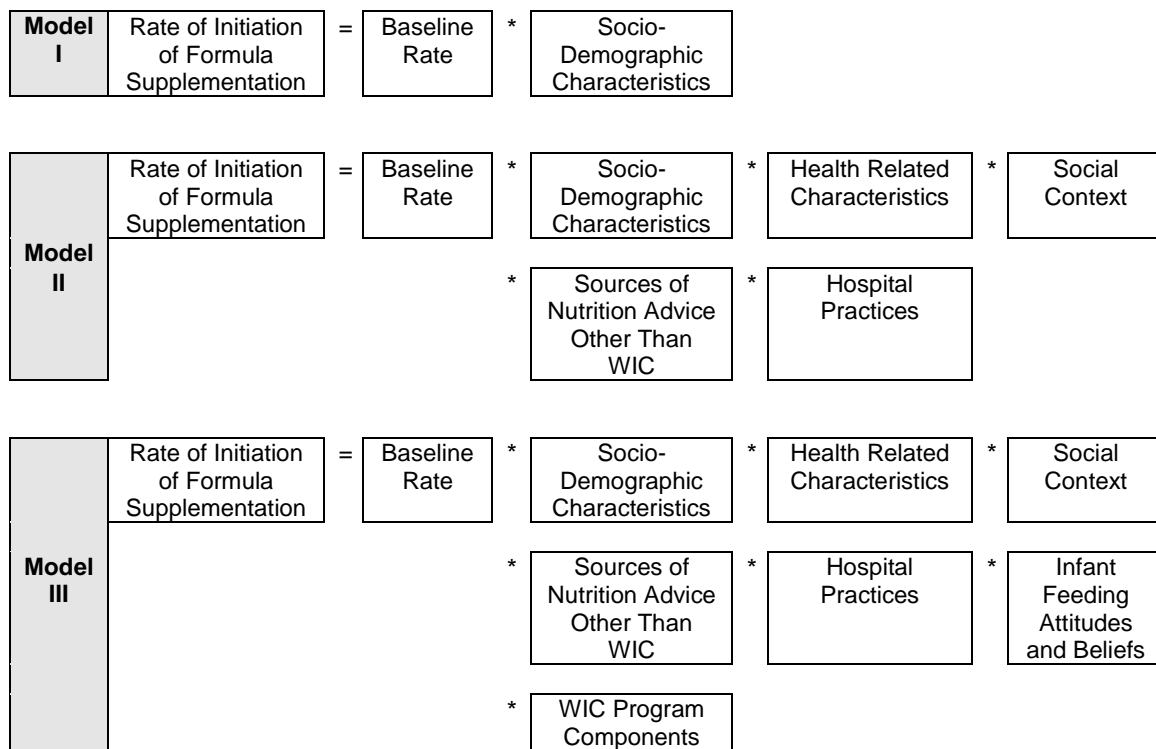 Model I
Rate of Initiation of Formula Supplementation = Baseline Rate * Socio-Demographic Characteristics
Model II
Rate of Initiation of Formula Supplementation = Baseline Rate * Socio-Demographic Characteristics * Health Related Characteristics * Social Context
* Sources of Nutrition Advice Other Than WIC * Hospital Practices
Model III
Rate of Initiation of Formula Supplementation = Baseline Rate * Socio-Demographic Characteristics * Health Related Characteristics * Social Context
* Sources of Nutrition Advice Other Than WIC * Hospital Practices * Infant Feeding Attitudes and Beliefs
* WIC Program Components